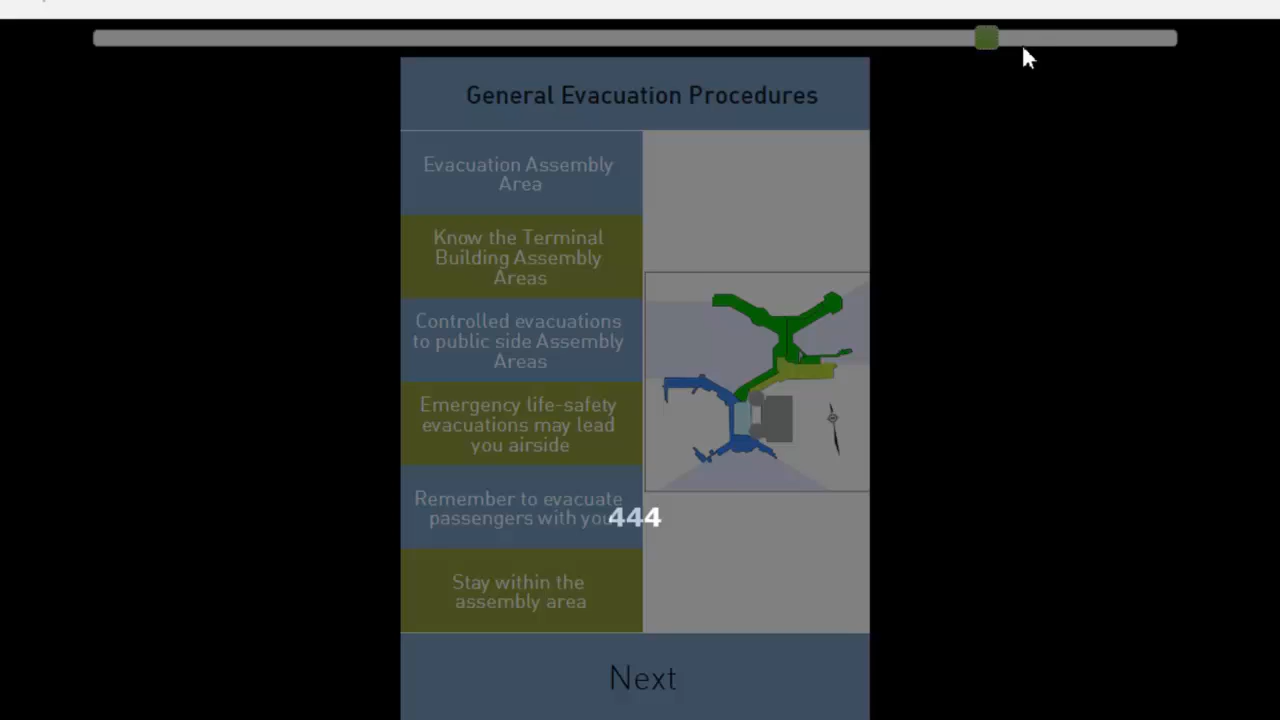 General Evacuation Procedures
Evacuation Assembly
Area
Know the Terminal
Building Assembly
Areas
Controlled evacuations
to public side Assembly
Areas
Emergency life-safety
evacuations may lead
you airside
Remember to evacuate
passengers with you
444
Stay within the
assembly area
Next